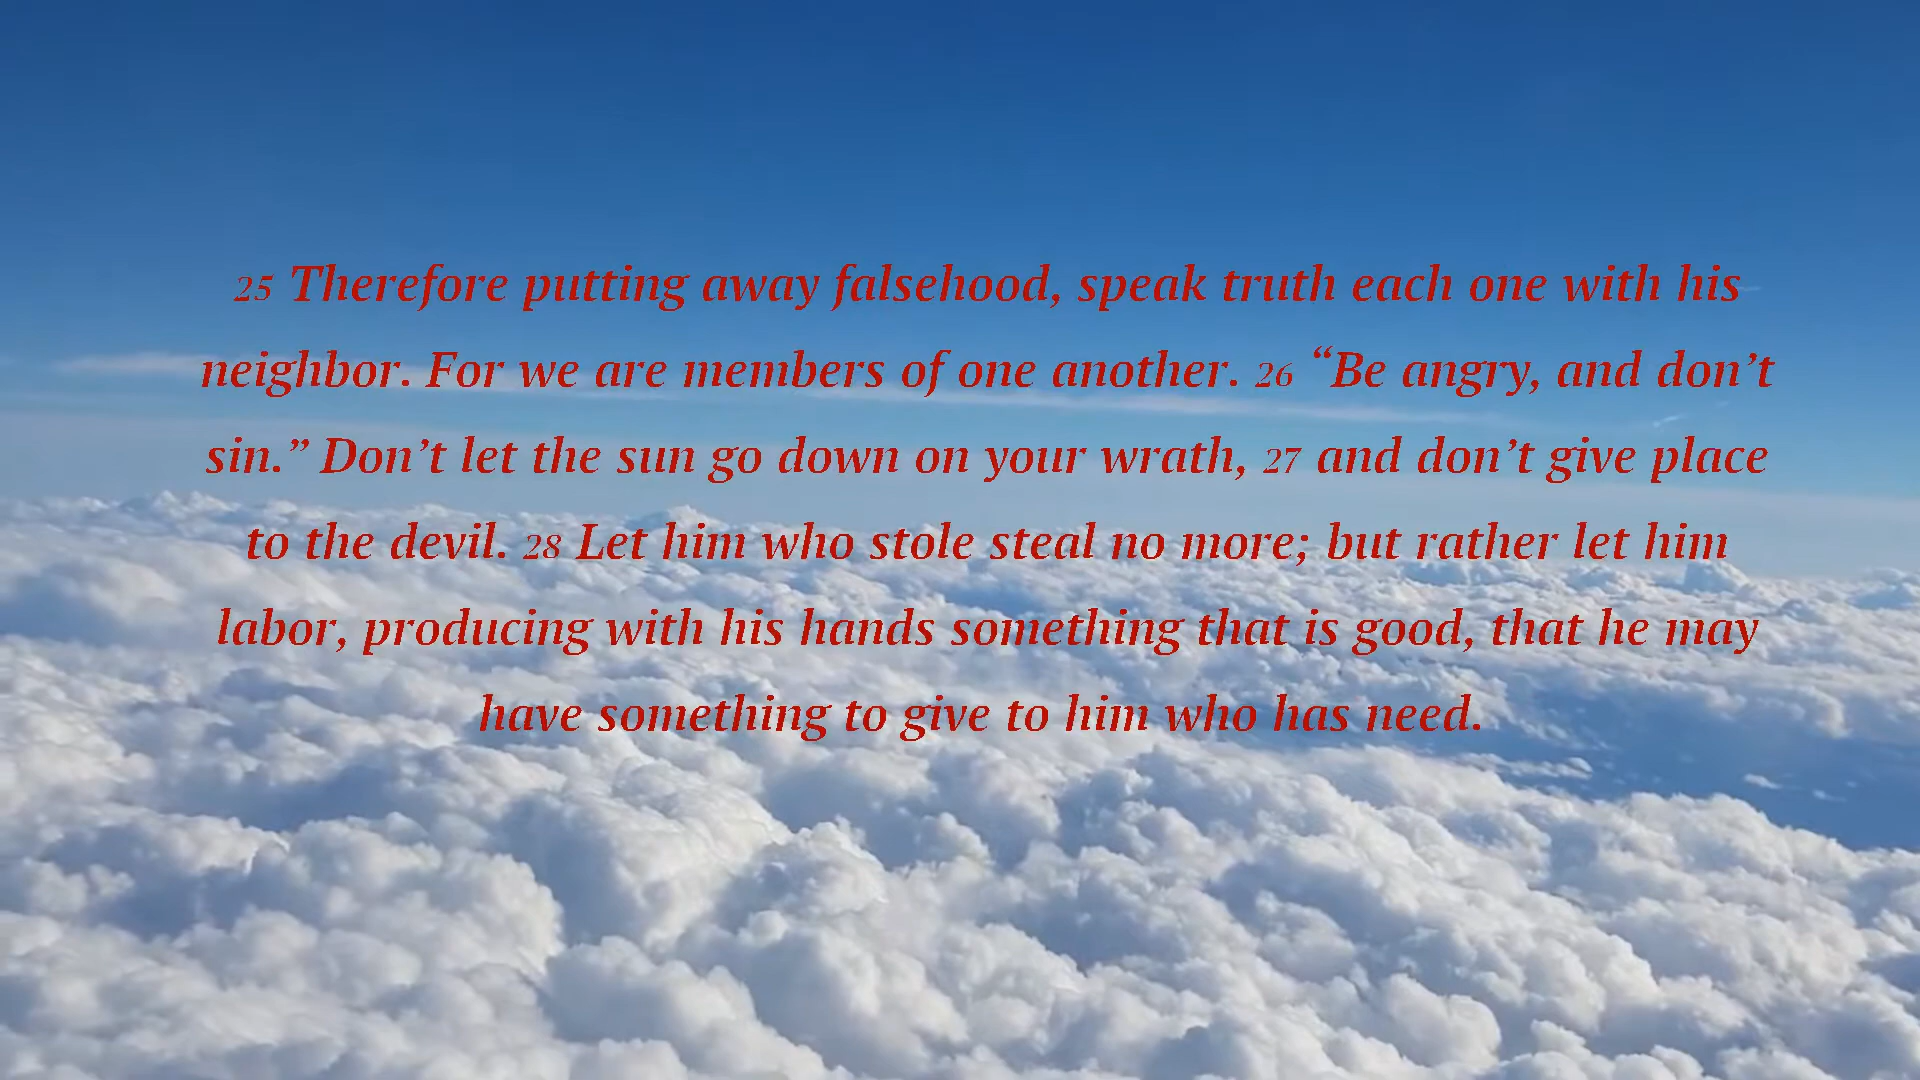 25 Therefore putting away falsehood, speak truth each one with his
neighbor. For we are members of one another. 26 “Be angry, and don’t
sin.” Don’t let the sun go down on your wrath, 27 and don’t give place
to the devil. 28 Let him who stole steal no more; but rather let him
labor, producing with his hands something that is good, that he may
have something to give to him who has need.